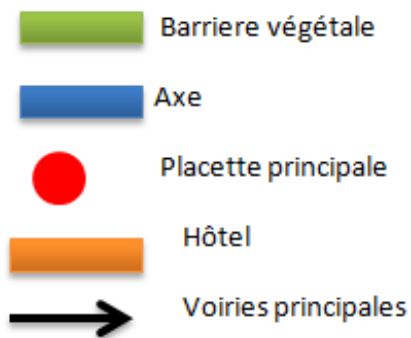 Barriere végétale
Axe
Placette principale
Hôtel
Voiries principales